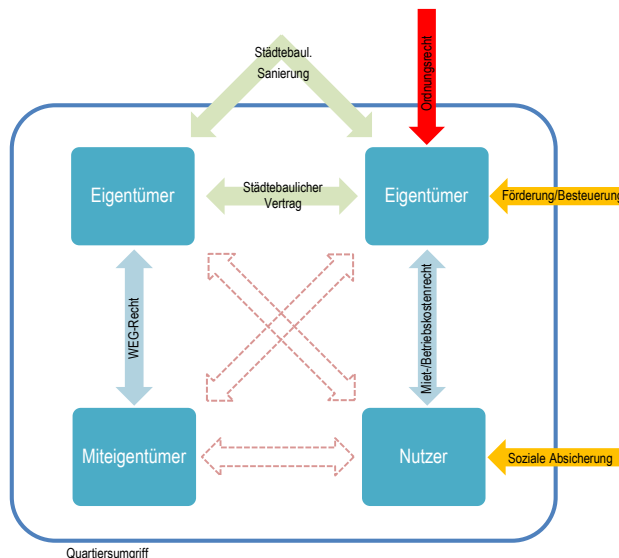 Städtebaul.
Sanierung
Ordnungsrecht
Eigentümer
Städtebaulicher
Vertrag
Eigentümer
Förderung/Besteuerung
WEG-Recht
Miet-/Betriebskostenrecht
Miteigentümer
Nutzer
Soziale Absicherung
Quartiersumgriff